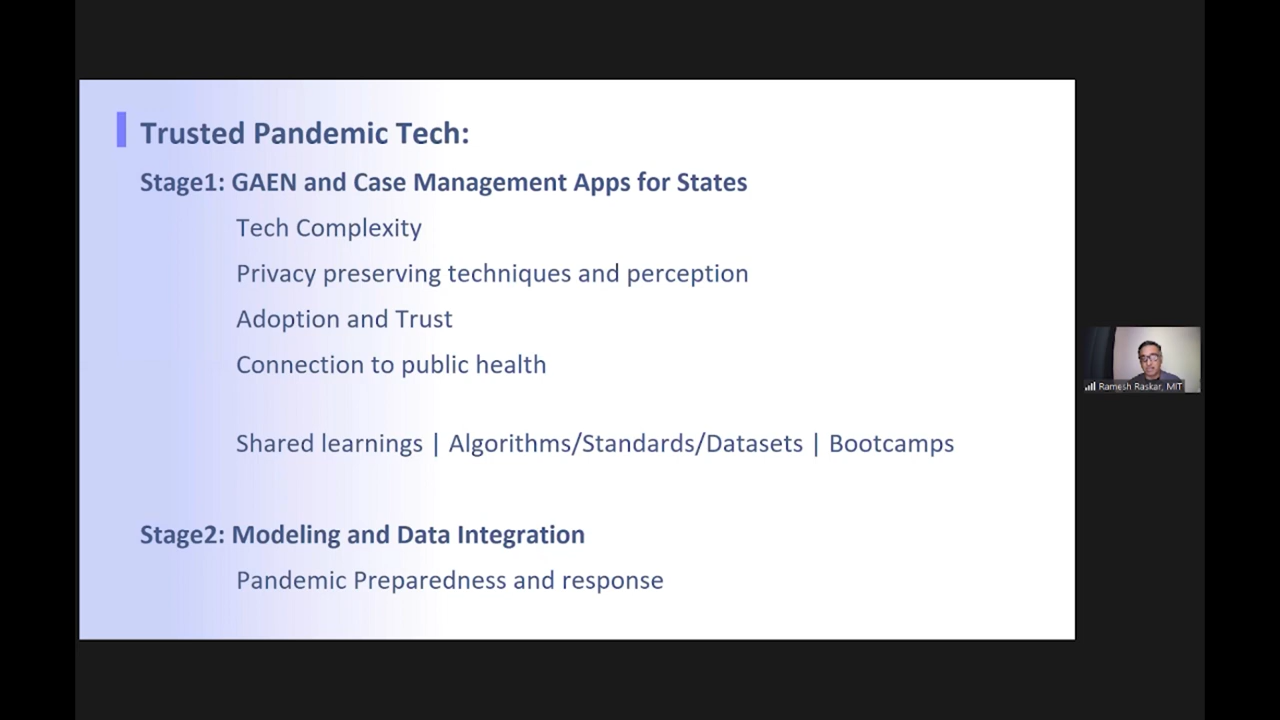 Trusted Pandemic Tech:
Stage1: GAEN and Case Management Apps for States
Tech Complexity
Privacy preserving techniques and perception
Adoption and Trust
Connection to public health
Shared learnings | Algorithms/Standards/Datasets | Bootcamps
Stage2: Modeling and Data Integration
Pandemic Preparedness and response
Ramesh Raskar, MIT